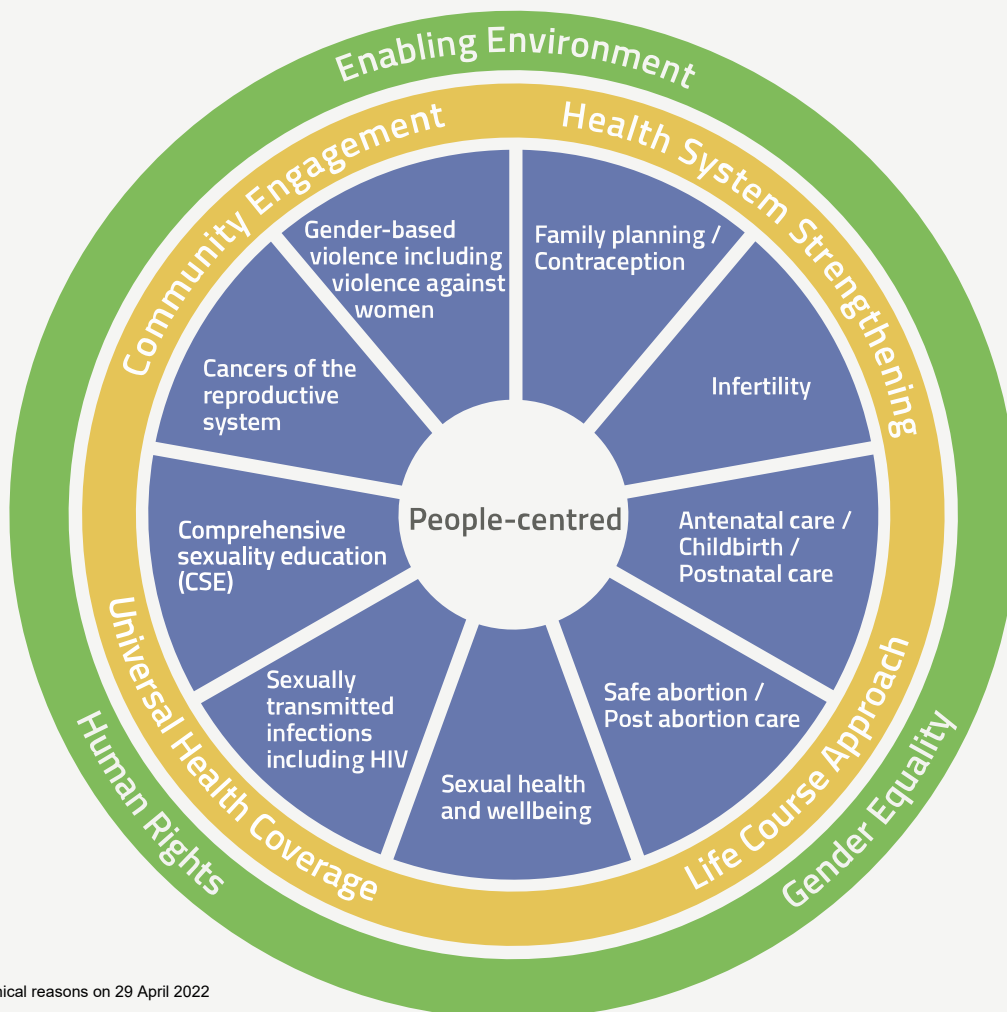 Enabling Environment
Community Engagement
Health System Strengthening
Gender-based
violence including
violence against
women
Family planning /
Contraception
Cancers of the
reproductive
system
Infertility
People-centred
Comprehensive
sexuality education
(CSE)
Antenatal care /
Childbirth /
Postnatal care
Sexually
transmitted
infections
including HIV
Safe abortion /
Post abortion care
Sexual health
and wellbeing
Universal Health Coverage
Life Course Approach
Human Rights
Gender Equality
reasons on 29 April 2022